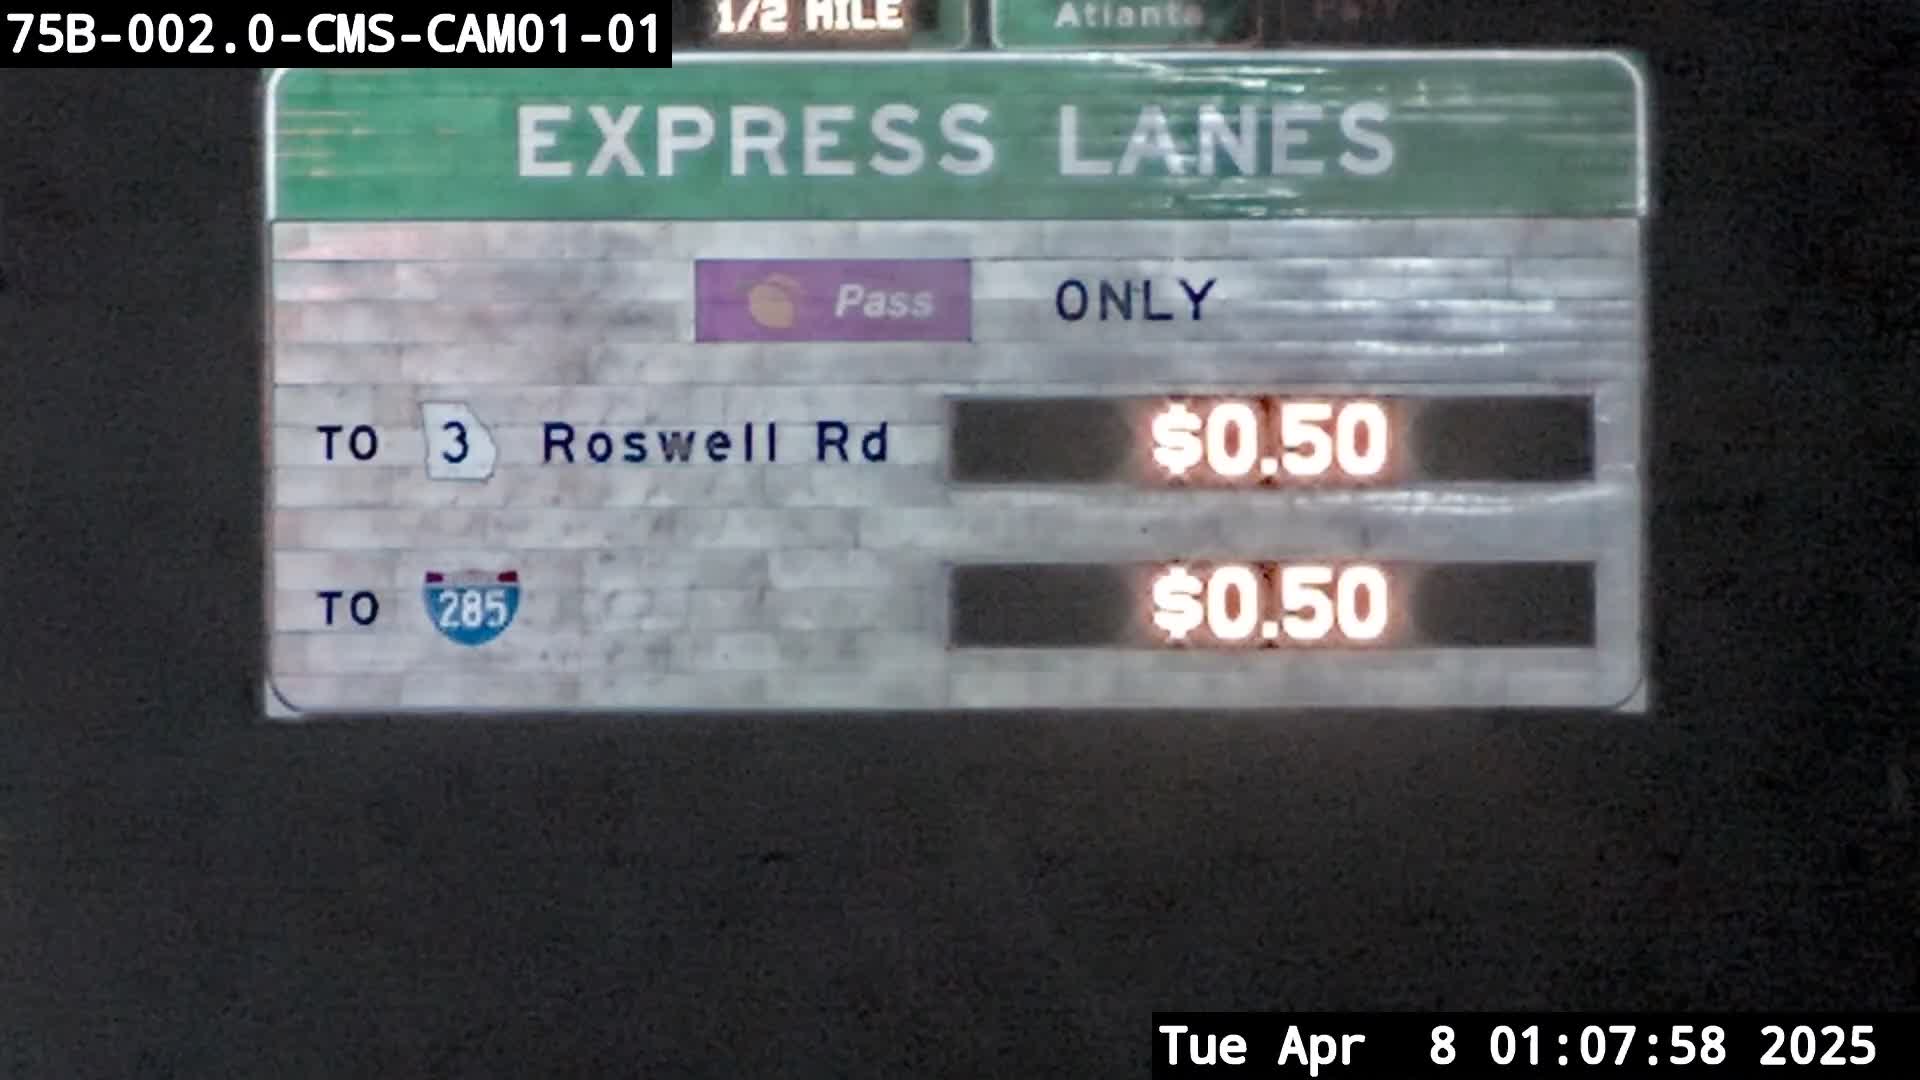 75B-002.0-CMS-CAM01-01
1/2 MILE
Atlanta
EXPRESS LANES
Pass ONLY
TO 3 Roswell Rd $0.50
TO 285 $0.50
Tue Apr 8 01:07:58 2025